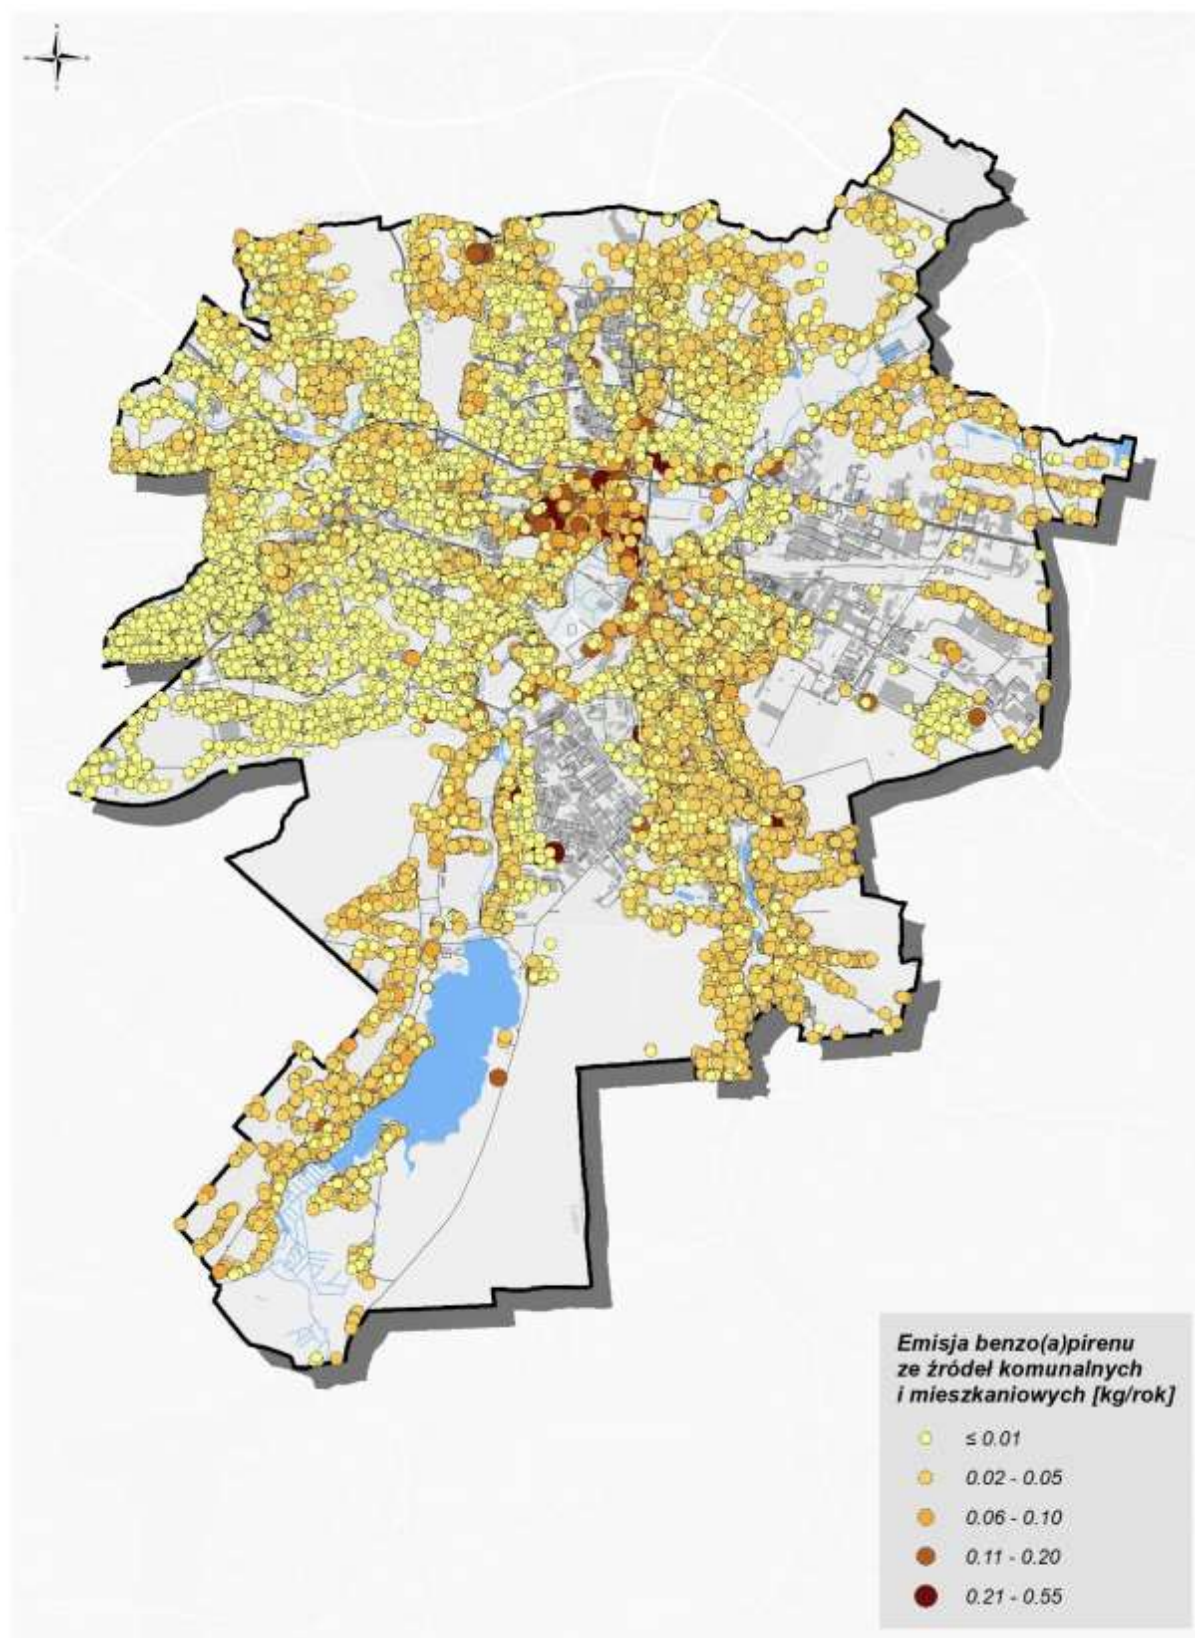 Emisja benzo(a)pirenu
ze źródeł komunalnych
i mieszkaniowych [kg/rok]
≤ 0.01
0.02 - 0.05
0.06 - 0.10
0.11 - 0.20
0.21 - 0.55